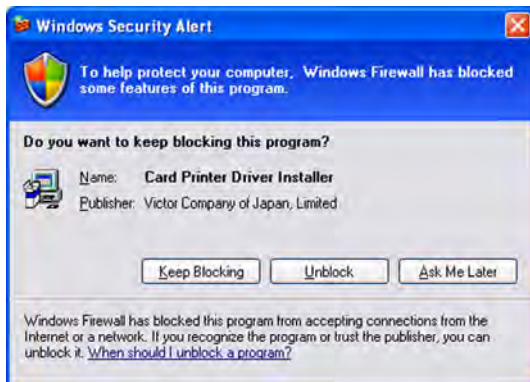 Windows Security Alert
To help protect your computer, Windows Firewall has blocked
some features of this program.
Do you want to keep blocking this program?
Name: Card Printer Driver Installer
Publisher: Victor Company of Japan, Limited
Keep Blocking Unblock Ask Me Later
Windows Firewall has blocked this program from accepting connections from the
Internet or a network. If you recognize the program or trust the publisher, you can
unblock it. When should I unblock a program?